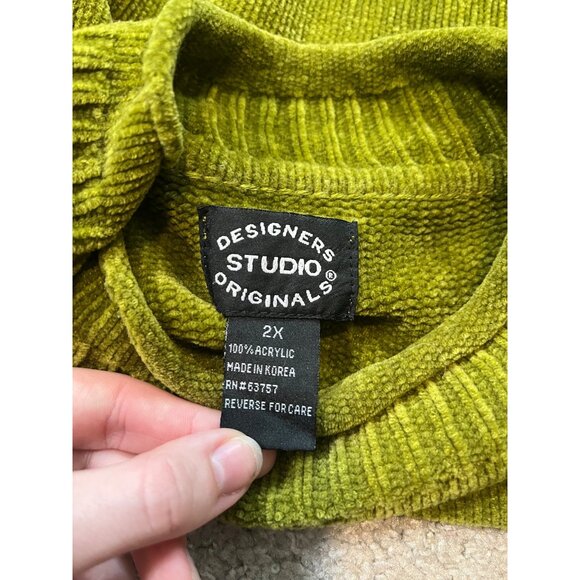 DESIGNERS
STUDIO
ORIGINALS®
2X
100% ACRYLIC
MADE IN KOREA
RN# 63757
REVERSE FOR CARE